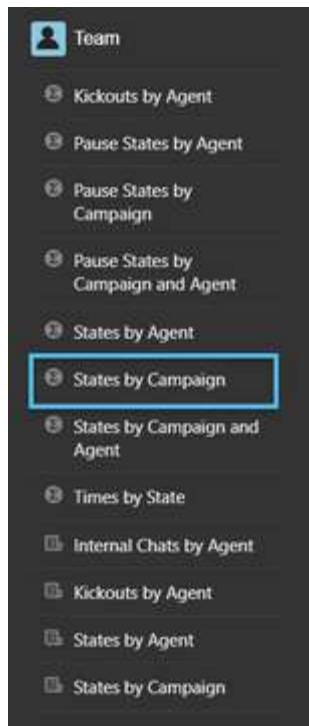 Team
Kickouts by Agent
Pause States by Agent
Pause States by
Campaign
Pause States by
Campaign and Agent
States by Agent
States by Campaign
States by Campaign and
Agent
Times by State
Internal Chats by Agent
Kickouts by Agent
States by Agent
States by Campaign